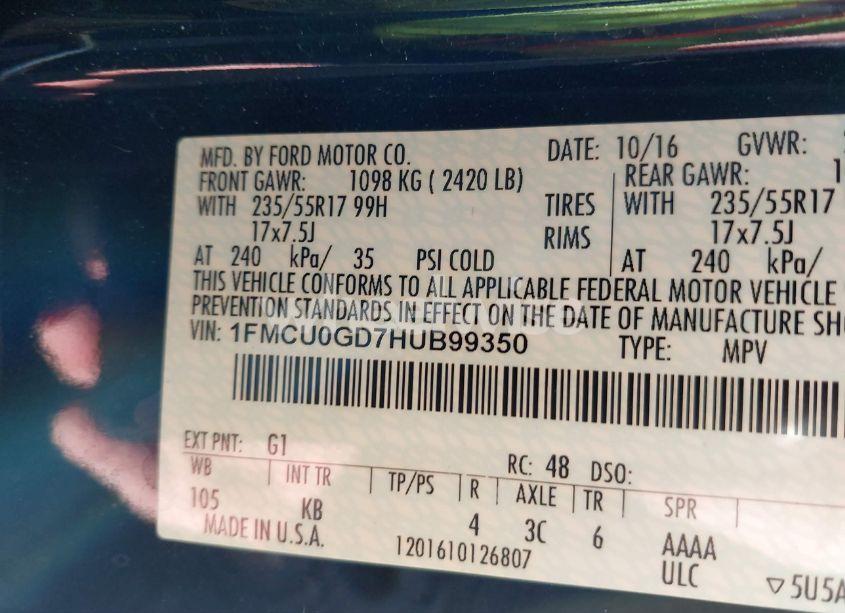 MFD. BY FORD MOTOR CO. DATE: 10/16 GVWR:
FRONT GAWR: 1098 KG ( 2420 LB) REAR GAWR: 1
WITH 235/55R17 99H TIRES WITH 235/55R17
17x7.5J RIMS 17x7.5J
AT 240 kPa/ 35 PSI COLD AT 240 kPa/
THIS VEHICLE CONFORMS TO ALL APPLICABLE FEDERAL MOTOR VEHICLE
PREVENTION STANDARDS IN EFFECT ON THE DATE OF MANUFACTURE SHO
VIN: 1FMCU0GD7HUB99350 TYPE: MPV
EXT PNT: G1 RC: 48 DSO:
WB INT TR TP/PS R AXLE TR SPR
105 KB 4 3C 6 AAAA
MADE IN U.S.A. 1201610126807 ULC ▽5U5A